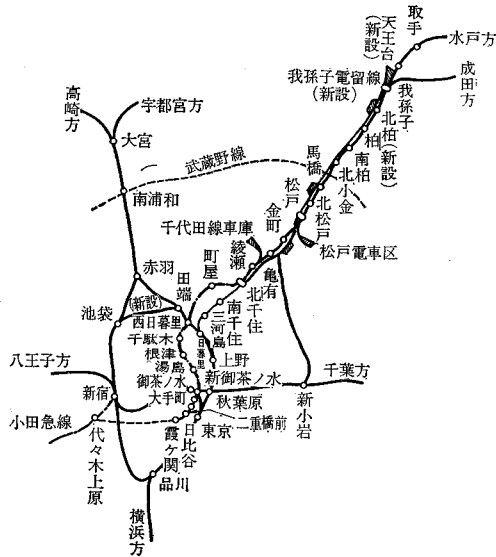 取手
天王台
(新設)
水戸方
我孫子電留線
(新設)
成田方
我孫子
北柏(新設)
柏
南柏
北小金
馬橋
高崎方
宇都宮方
大宮
武蔵野線
南浦和
松戸
北松戸
金町
松戸電車区
千代田線車庫
綾瀬
亀有
町屋
北千住
南千住
三河島
赤羽
田端
(新設)
池袋
西日暮里
日暮里
千駄木
根津
湯島
上野
八王子方
御茶ノ水
新御茶ノ水
千葉方
新宿
大手町
秋葉原
新小岩
小田急線
代々木上原
霞ヶ関
日比谷
東京
二重橋前
品川
横浜方